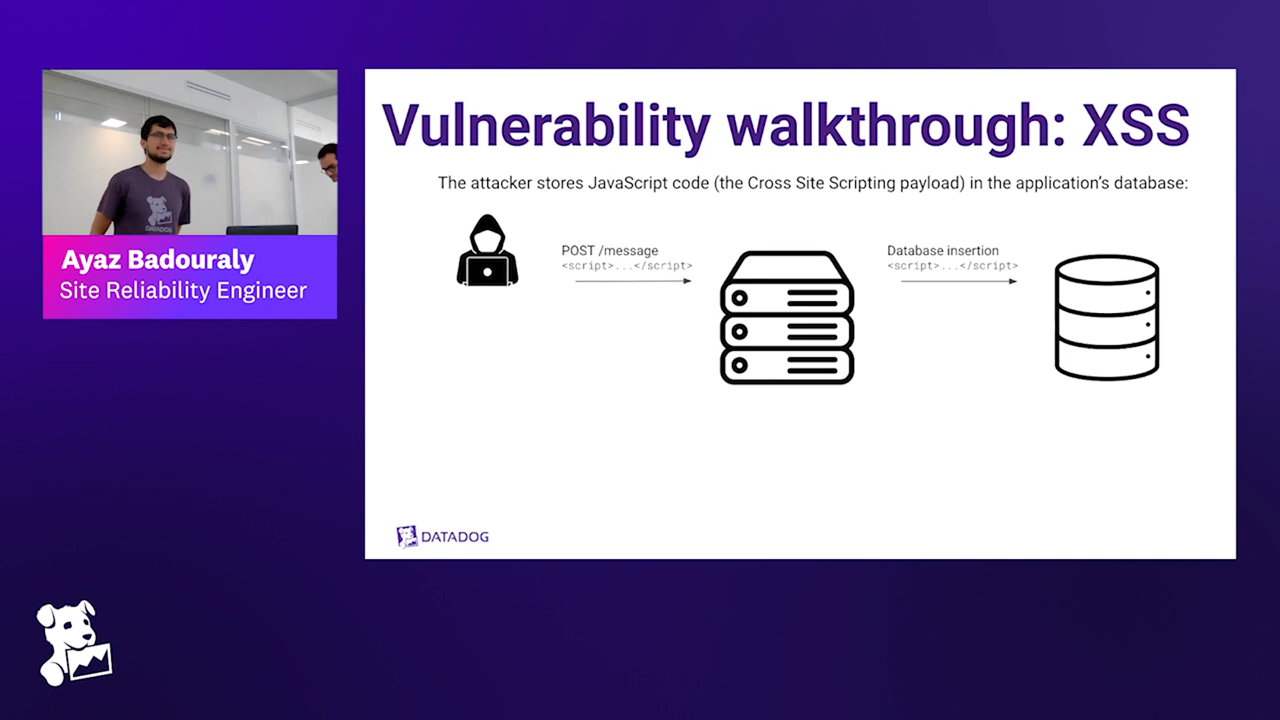 DATADOG
Ayaz Badouraly
Site Reliability Engineer
Vulnerability walkthrough: XSS
The attacker stores JavaScript code (the Cross Site Scripting payload) in the application's database:
POST /message
<script>...</script>
Database insertion
<script>...</script>
DATADOG